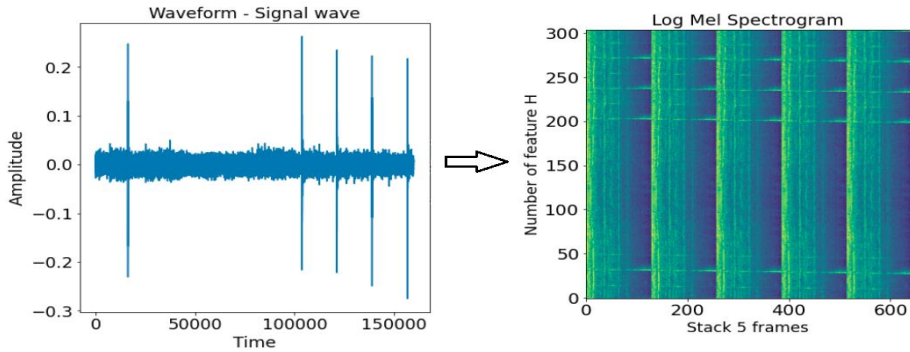 Waveform - Signal wave
Amplitude
0.2
0.1
0.0
−0.1
−0.2
−0.3
0 50000 100000 150000
Time
Log Mel Spectrogram
Number of feature H
300
250
200
150
100
50
0
0 200 400 600
Stack 5 frames